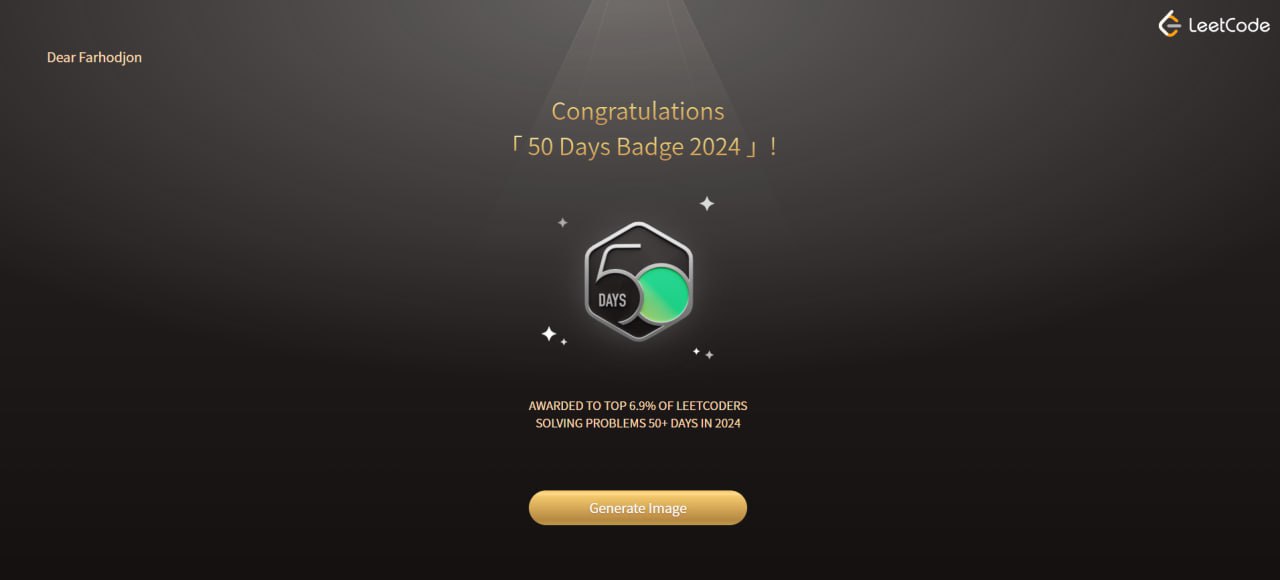 LeetCode
Dear Farhodjon
Congratulations
「 50 Days Badge 2024 」 !
50
DAYS
AWARDED TO TOP 6.9% OF LEETCODERS
SOLVING PROBLEMS 50+ DAYS IN 2024
Generate Image